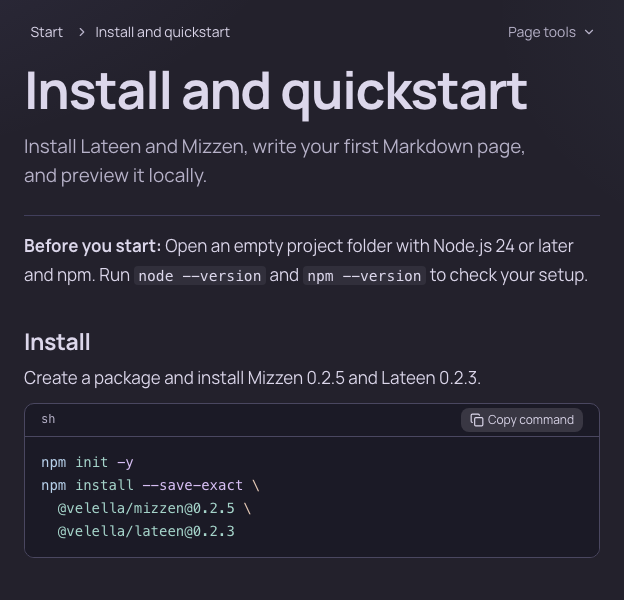 Start > Install and quickstart
Page tools
Install and quickstart
Install Lateen and Mizzen, write your first Markdown page,
and preview it locally.
Before you start: Open an empty project folder with Node.js 24 or later
and npm. Run node --version and npm --version to check your setup.
Install
Create a package and install Mizzen 0.2.5 and Lateen 0.2.3.
sh
Copy command
npm init -y
npm install --save-exact \
  @velella/mizzen@0.2.5 \
  @velella/lateen@0.2.3